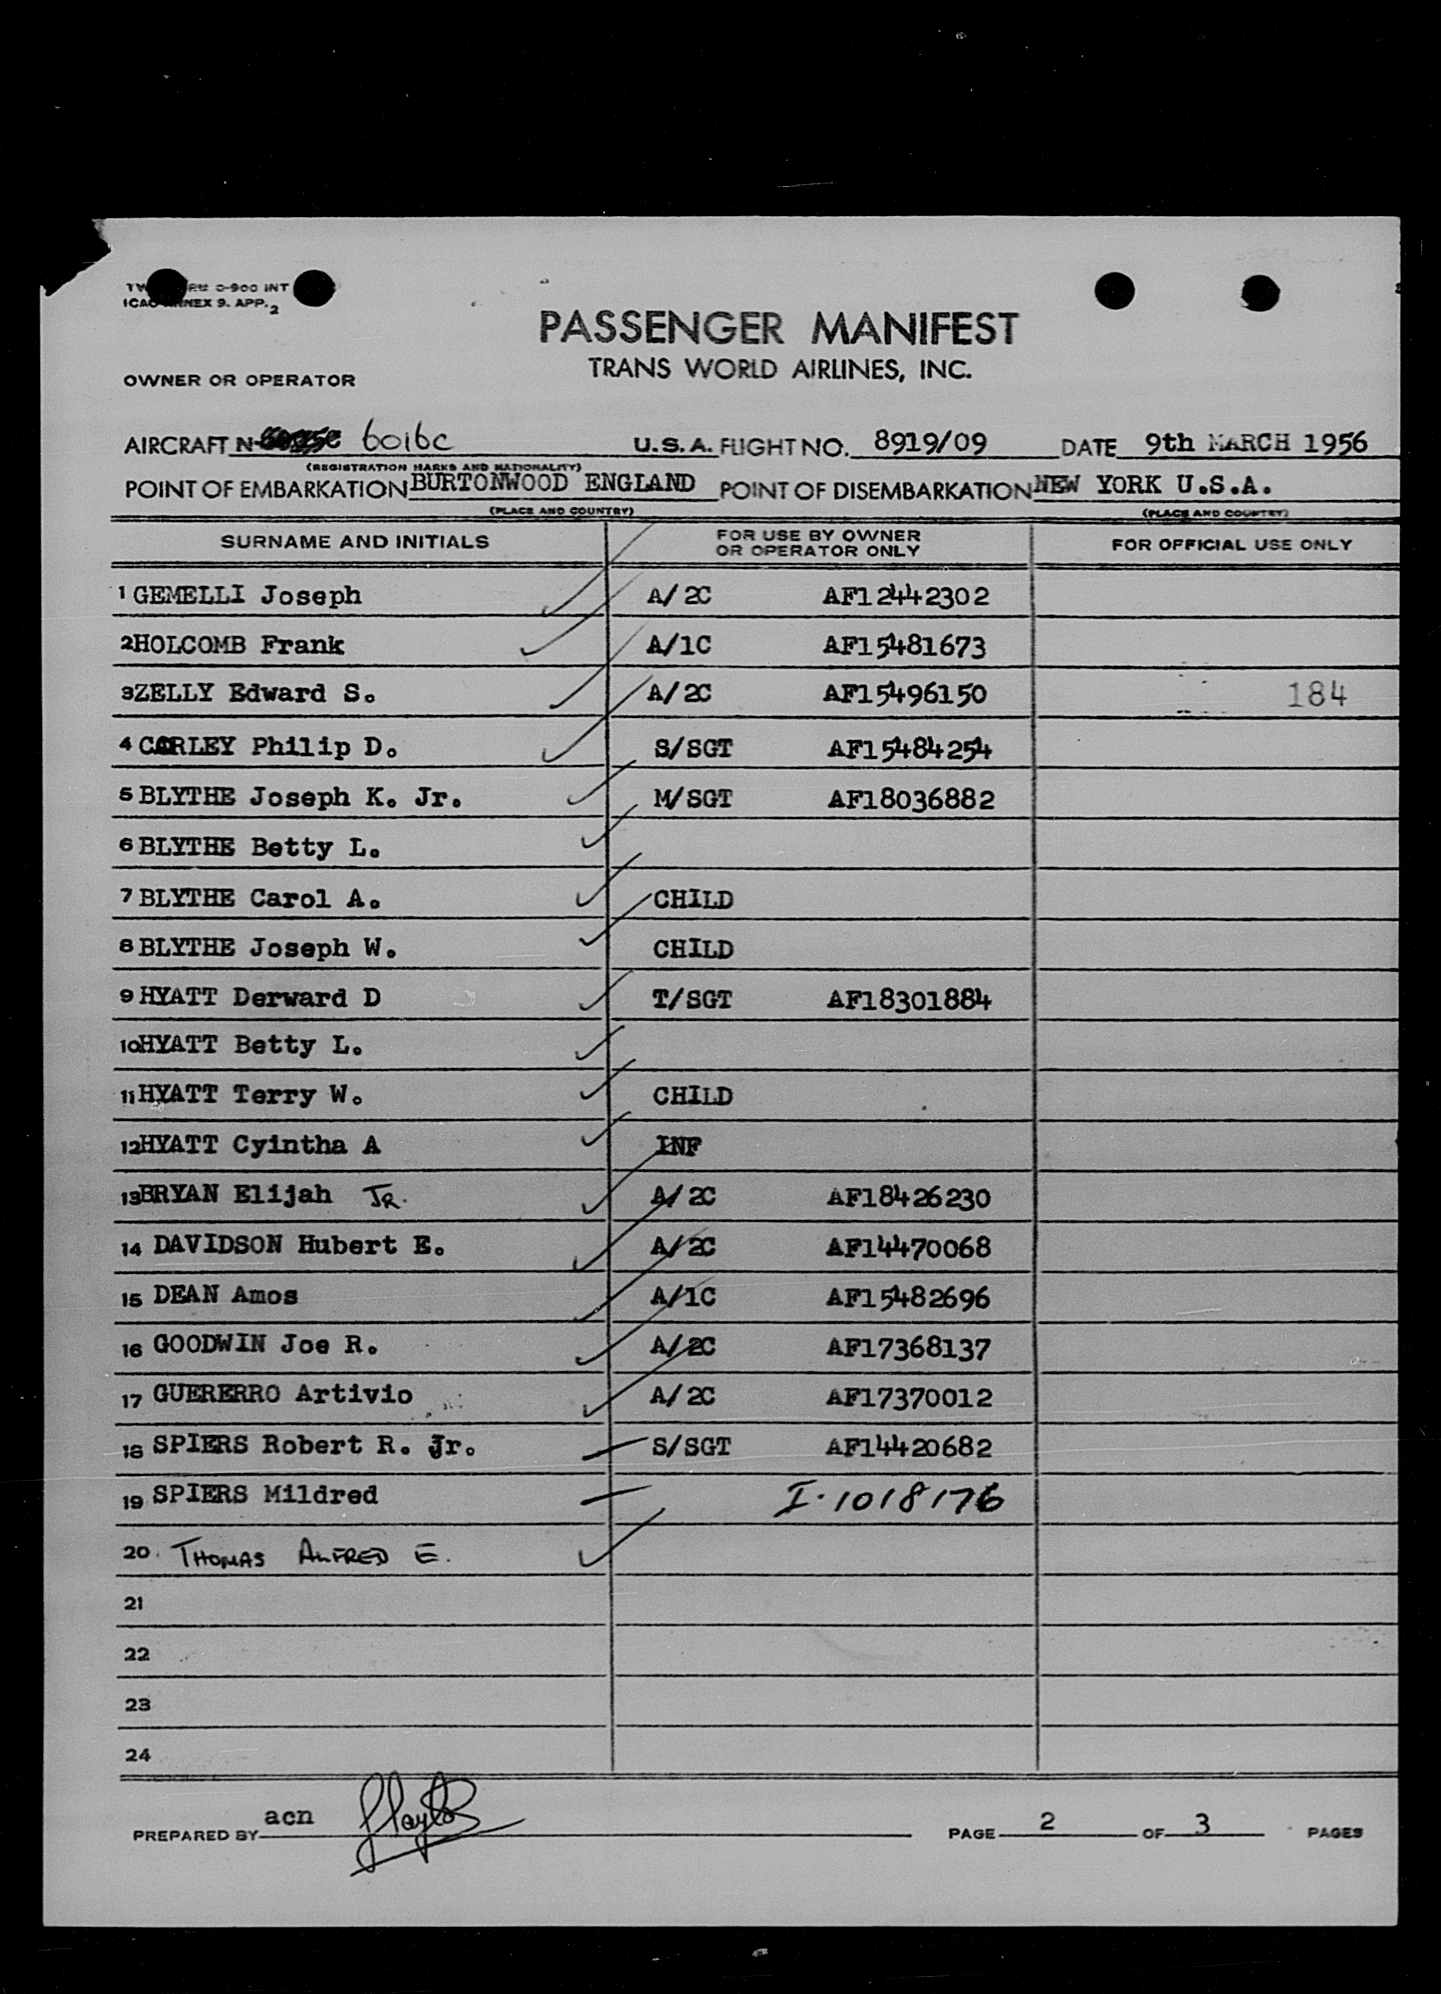 ICAO ANNEX 9. APP. 2
PASSENGER MANIFEST
TRANS WORLD AIRLINES, INC.
OWNER OR OPERATOR
AIRCRAFT N 6016C U.S.A. FLIGHT NO. 8919/09 DATE 9th MARCH 1956
(REGISTRATION MARKS AND NATIONALITY)
POINT OF EMBARKATION BURTONWOOD ENGLAND POINT OF DISEMBARKATION NEW YORK U.S.A.
(PLACE AND COUNTRY) (PLACE AND COUNTRY)
SURNAME AND INITIALS FOR USE BY OWNER OR OPERATOR ONLY FOR OFFICIAL USE ONLY
1 GEMELLI Joseph A/2C AF12442302
2 HOLCOMB Frank A/1C AF15481673
3 ZELLY Edward S. A/2C AF15496150 184
4 Philip D. S/SGT AF15484254
5 BLYTHE Joseph K. Jr. M/SGT AF18036882
6 BLYTHE Betty L.
7 BLYTHE Carol A. CHILD
8 BLYTHE Joseph W. CHILD
9 HYATT Derward D T/SGT AF18301884
10 HYATT Betty L.
11 HYATT Terry W. CHILD
12 HYATT Cyintha A INF
13 BRYAN Elijah JR. A/2C AF18426230
14 DAVIDSON Hubert E. A/2C AF14470068
15 DEAN Amos A/1C AF15482696
16 GOODWIN Joe R. A/2C AF17368137
17 GUERERRO Artivio A/2C AF17370012
18 SPIERS Robert R. Jr. S/SGT AF14420682
19 SPIERS Mildred I-1018176
20 THOMAS ALFRED E.
21
22
23
24
PREPARED BY acn PAGE 2 OF 3 PAGES